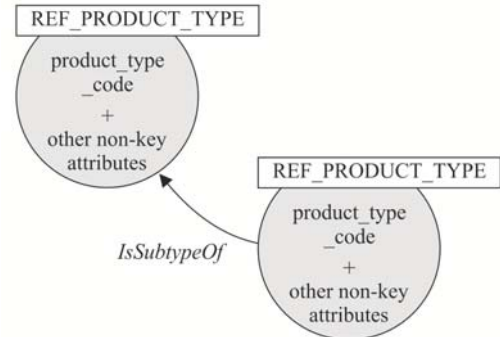 REF_PRODUCT_TYPE
product_type
_code
+
other non-key
attributes
REF_PRODUCT_TYPE
product_type
_code
+
other non-key
attributes
IsSubtypeOf